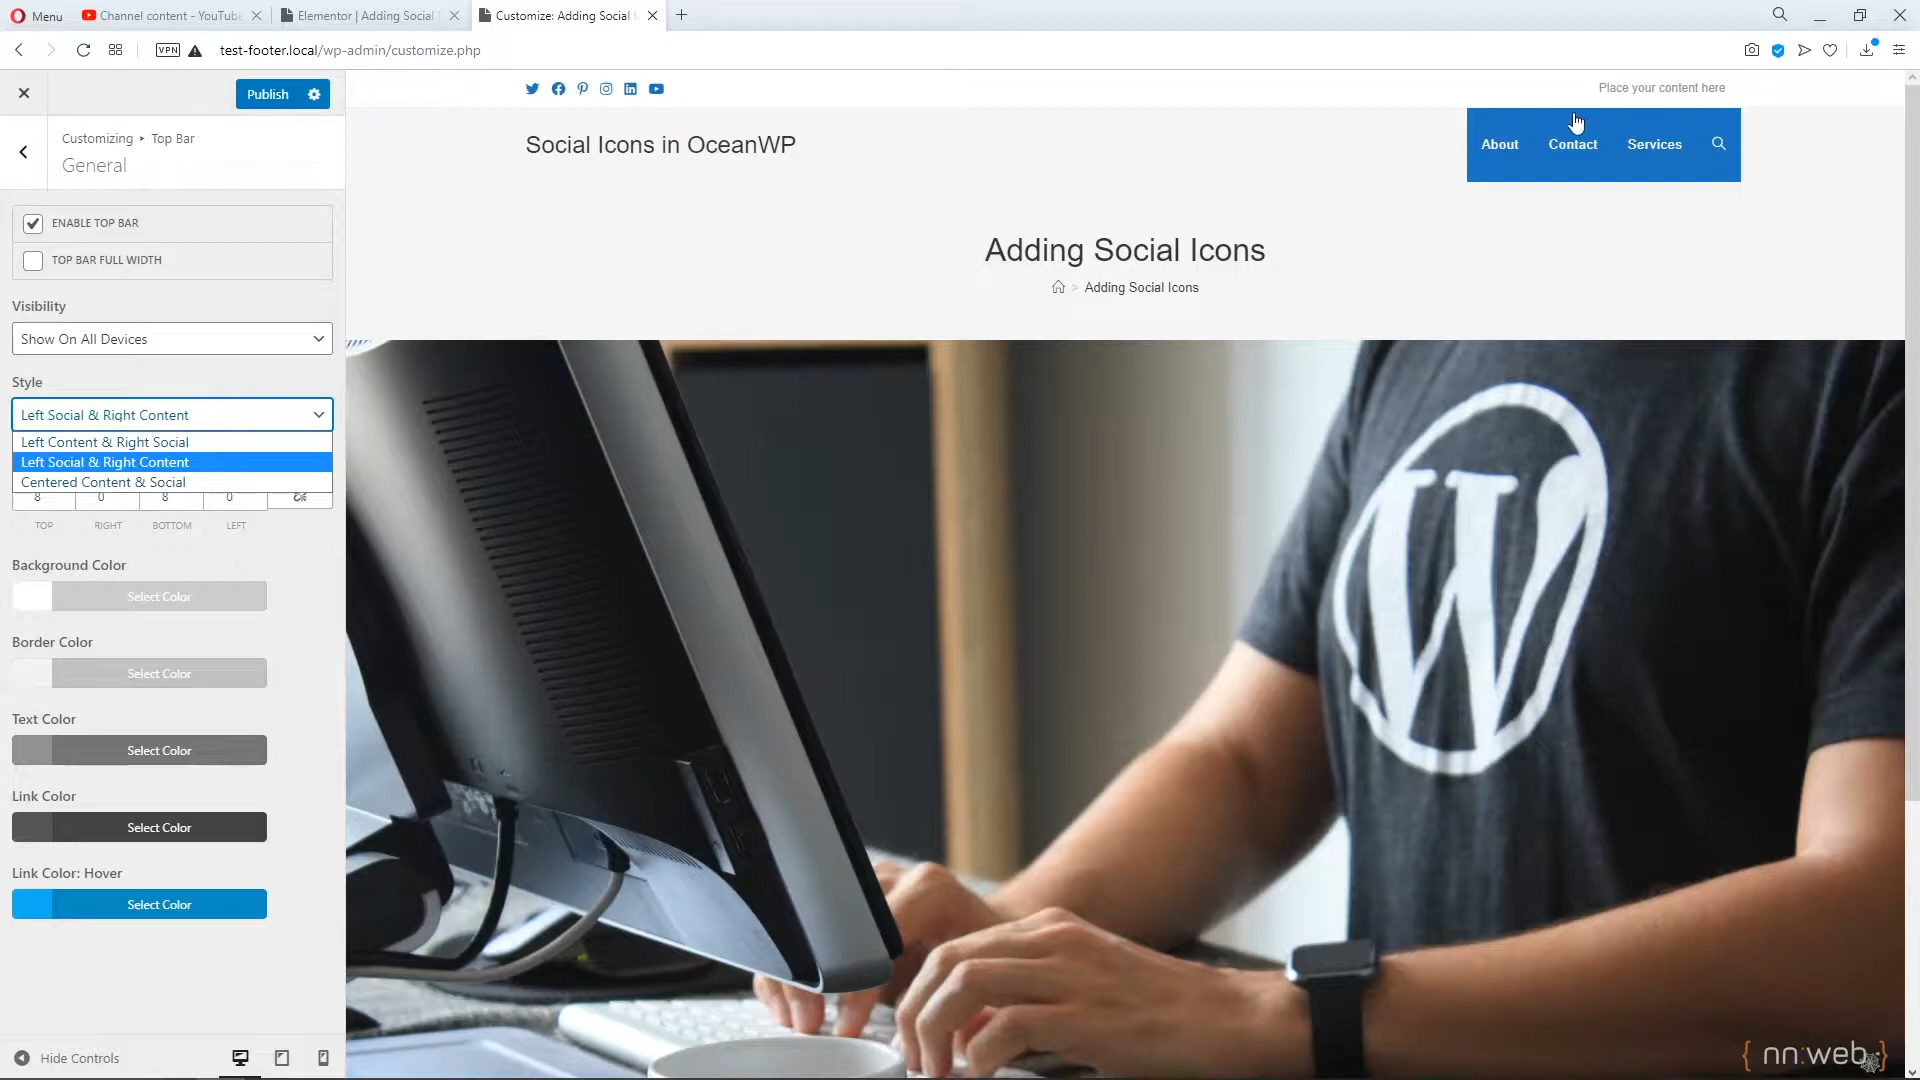 Menu
Channel content - YouTube
Elementor | Adding Social
Customize: Adding Social I
VPN
test-footer.local/wp-admin/customize.php
Publish
Place your content here
Customizing ▸ Top Bar
General
Social Icons in OceanWP
About
Contact
Services
ENABLE TOP BAR
TOP BAR FULL WIDTH
Adding Social Icons
> Adding Social Icons
Visibility
Show On All Devices
Style
Left Social & Right Content
Left Content & Right Social
Left Social & Right Content
Centered Content & Social
8 0 8 0
TOP RIGHT BOTTOM LEFT
Background Color
Select Color
Border Color
Select Color
Text Color
Select Color
Link Color
Select Color
Link Color: Hover
Select Color
Hide Controls
{ nn:web }